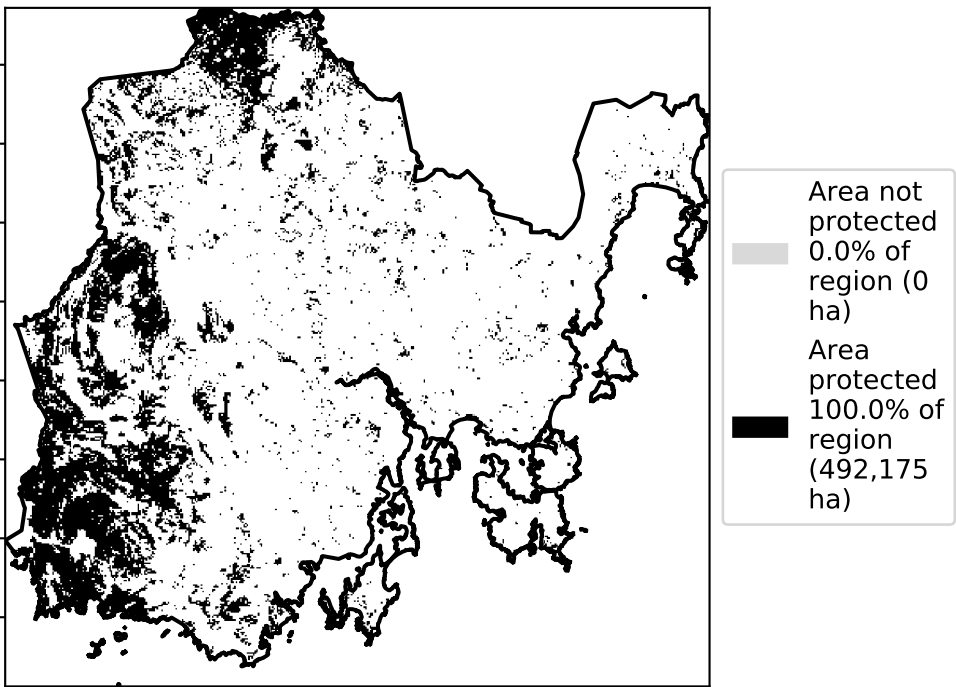 Area not
protected
0.0% of
region (0
ha)
Area
protected
100.0% of
region
(492,175
ha)